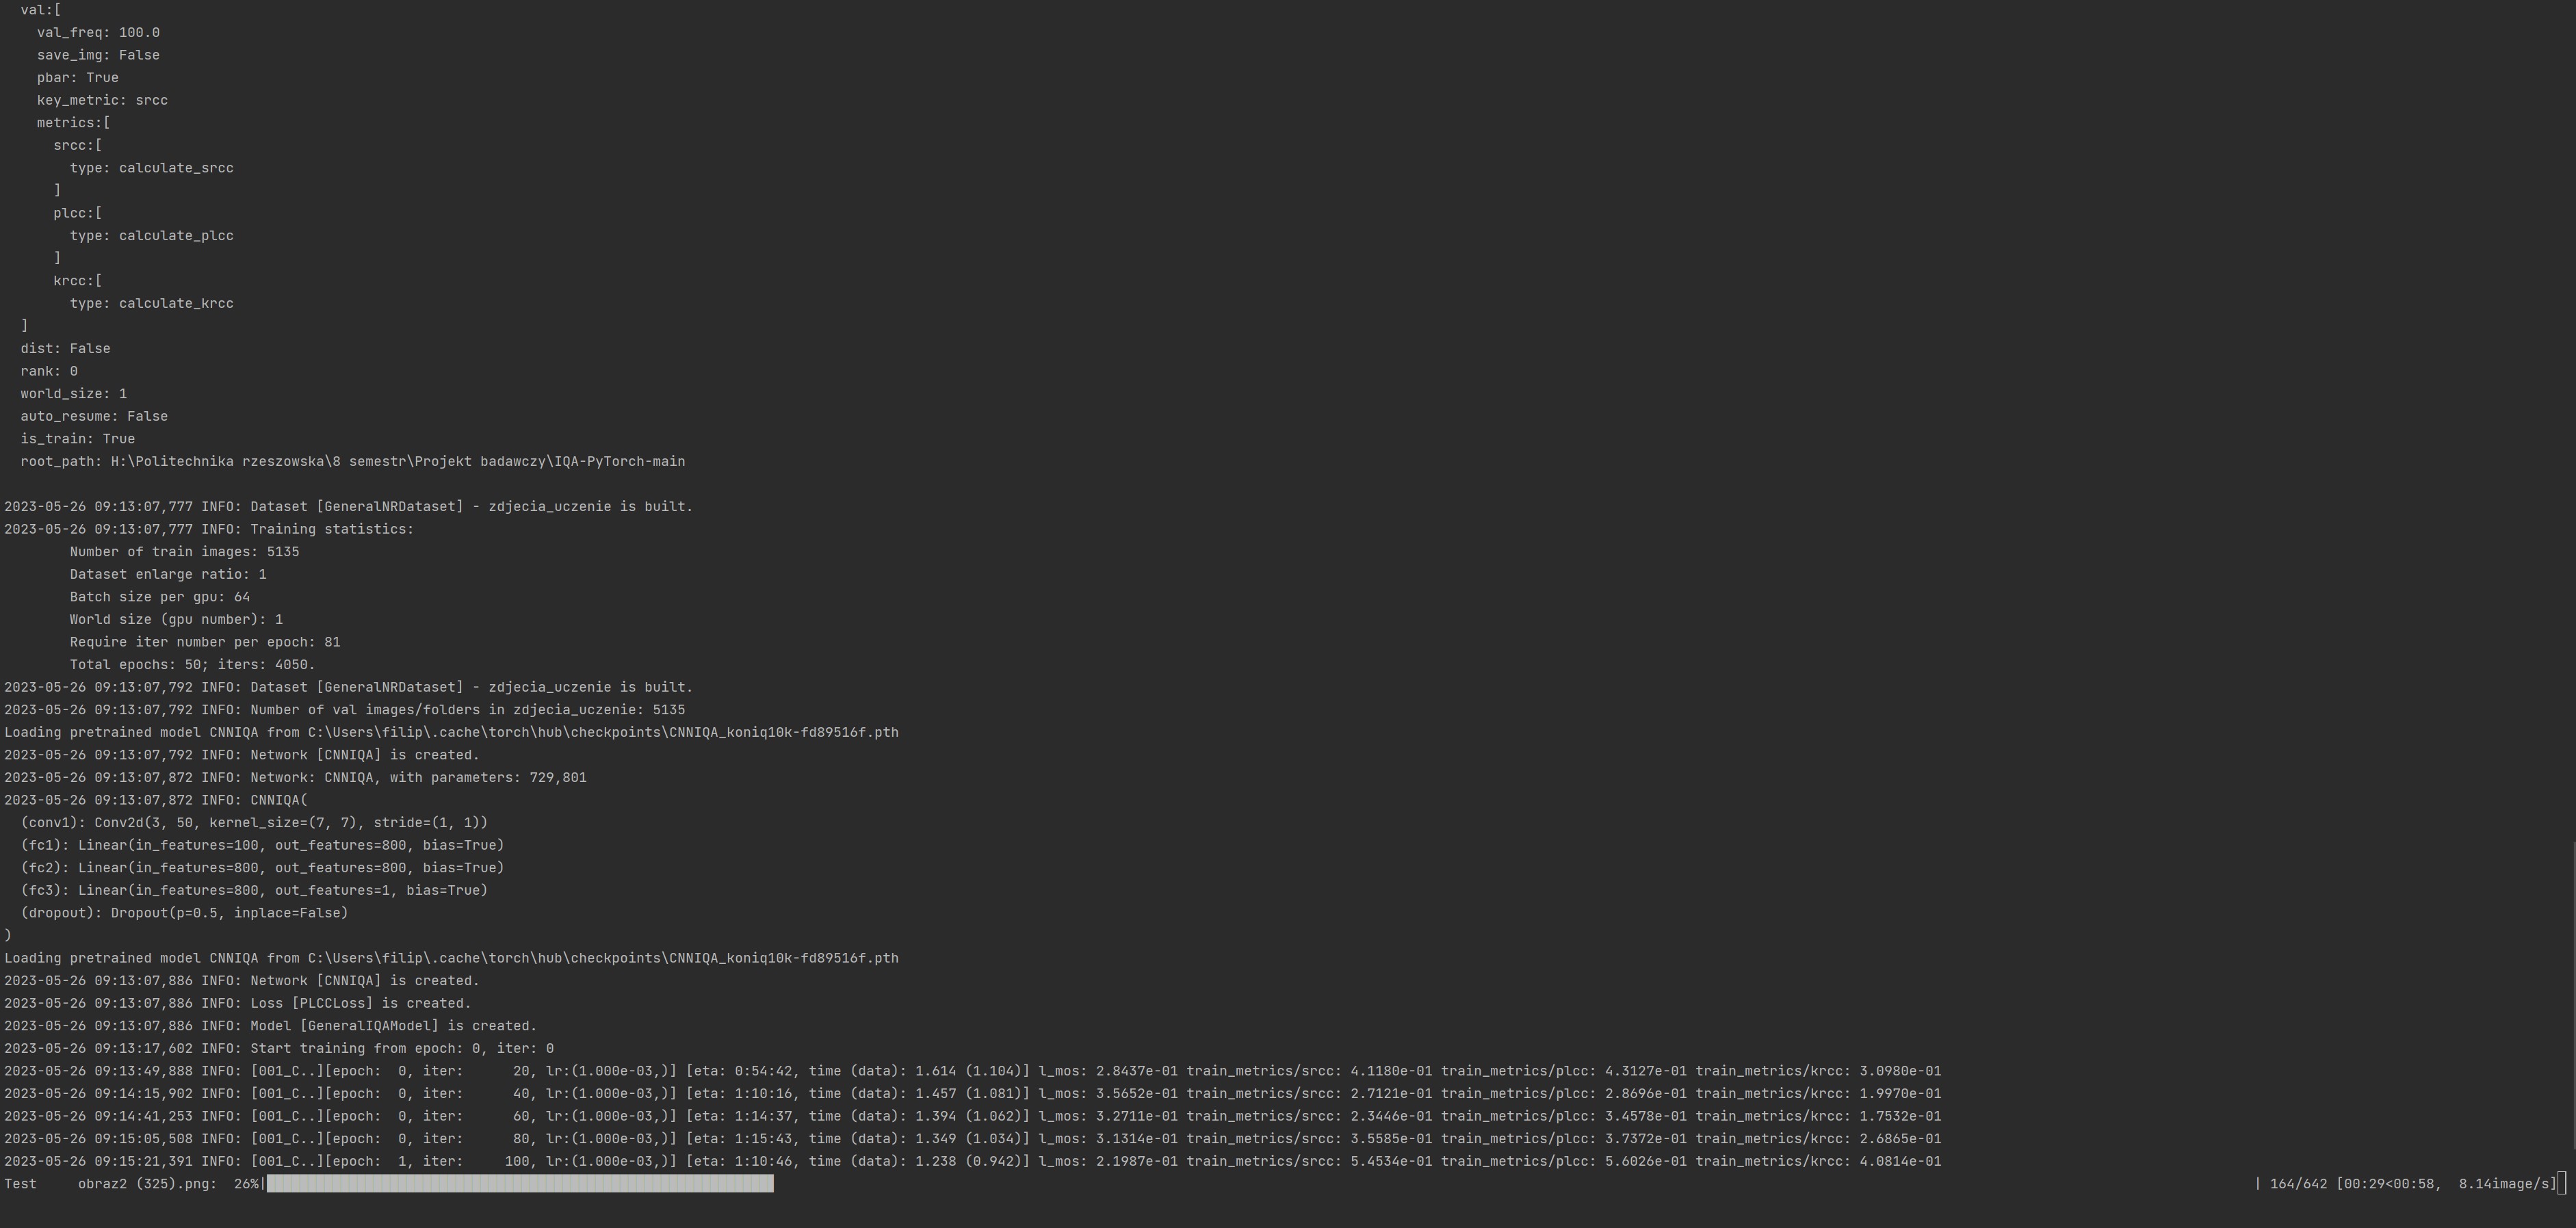 val:[
val_freq: 100.0
save_img: False
pbar: True
key_metric: srcc
metrics:[
srcc:[
type: calculate_srcc
]
plcc:[
type: calculate_plcc
]
krcc:[
type: calculate_krcc
]
dist: False
rank: 0
world_size: 1
auto_resume: False
is_train: True
root_path: H:\Politechnika rzeszowska\8 semestr\Projekt badawczy\IQA-PyTorch-main
2023-05-26 09:13:07,777 INFO: Dataset [GeneralNRDataset] - zdjecia_uczenie is built.
2023-05-26 09:13:07,777 INFO: Training statistics:
Number of train images: 5135
Dataset enlarge ratio: 1
Batch size per gpu: 64
World size (gpu number): 1
Require iter number per epoch: 81
Total epochs: 50; iters: 4050.
2023-05-26 09:13:07,792 INFO: Dataset [GeneralNRDataset] - zdjecia_uczenie is built.
2023-05-26 09:13:07,792 INFO: Number of val images/folders in zdjecia_uczenie: 5135
Loading pretrained model CNNIQA from C:\Users\filip\.cache\torch\hub\checkpoints\CNNIQA_koniq10k-fd89516f.pth
2023-05-26 09:13:07,792 INFO: Network [CNNIQA] is created.
2023-05-26 09:13:07,872 INFO: Network: CNNIQA, with parameters: 729,801
2023-05-26 09:13:07,872 INFO: CNNIQA(
(conv1): Conv2d(3, 50, kernel_size=(7, 7), stride=(1, 1))
(fc1): Linear(in_features=100, out_features=800, bias=True)
(fc2): Linear(in_features=800, out_features=800, bias=True)
(fc3): Linear(in_features=800, out_features=1, bias=True)
(dropout): Dropout(p=0.5, inplace=False)
)
Loading pretrained model CNNIQA from C:\Users\filip\.cache\torch\hub\checkpoints\CNNIQA_koniq10k-fd89516f.pth
2023-05-26 09:13:07,886 INFO: Network [CNNIQA] is created.
2023-05-26 09:13:07,886 INFO: Loss [PLCCLoss] is created.
2023-05-26 09:13:07,886 INFO: Model [GeneralIQAModel] is created.
2023-05-26 09:13:17,602 INFO: Start training from epoch: 0, iter: 0
2023-05-26 09:13:49,888 INFO: [001_C..][epoch:  0, iter:      20, lr:(1.000e-03,)] [eta: 0:54:42, time (data): 1.614 (1.104)] l_mos: 2.8437e-01 train_metrics/srcc: 4.1180e-01 train_metrics/plcc: 4.3127e-01 train_metrics/krcc: 3.0980e-01
2023-05-26 09:14:15,902 INFO: [001_C..][epoch:  0, iter:      40, lr:(1.000e-03,)] [eta: 1:10:16, time (data): 1.457 (1.081)] l_mos: 3.5652e-01 train_metrics/srcc: 2.7121e-01 train_metrics/plcc: 2.8696e-01 train_metrics/krcc: 1.9970e-01
2023-05-26 09:14:41,253 INFO: [001_C..][epoch:  0, iter:      60, lr:(1.000e-03,)] [eta: 1:14:37, time (data): 1.394 (1.062)] l_mos: 3.2711e-01 train_metrics/srcc: 2.3446e-01 train_metrics/plcc: 3.4578e-01 train_metrics/krcc: 1.7532e-01
2023-05-26 09:15:05,508 INFO: [001_C..][epoch:  0, iter:      80, lr:(1.000e-03,)] [eta: 1:15:43, time (data): 1.349 (1.034)] l_mos: 3.1314e-01 train_metrics/srcc: 3.5585e-01 train_metrics/plcc: 3.7372e-01 train_metrics/krcc: 2.6865e-01
2023-05-26 09:15:21,391 INFO: [001_C..][epoch:  1, iter:     100, lr:(1.000e-03,)] [eta: 1:10:46, time (data): 1.238 (0.942)] l_mos: 2.1987e-01 train_metrics/srcc: 5.4534e-01 train_metrics/plcc: 5.6026e-01 train_metrics/krcc: 4.0814e-01
Test     obraz2 (325).png:  26%| | 164/642 [00:29<00:58,  8.14image/s]